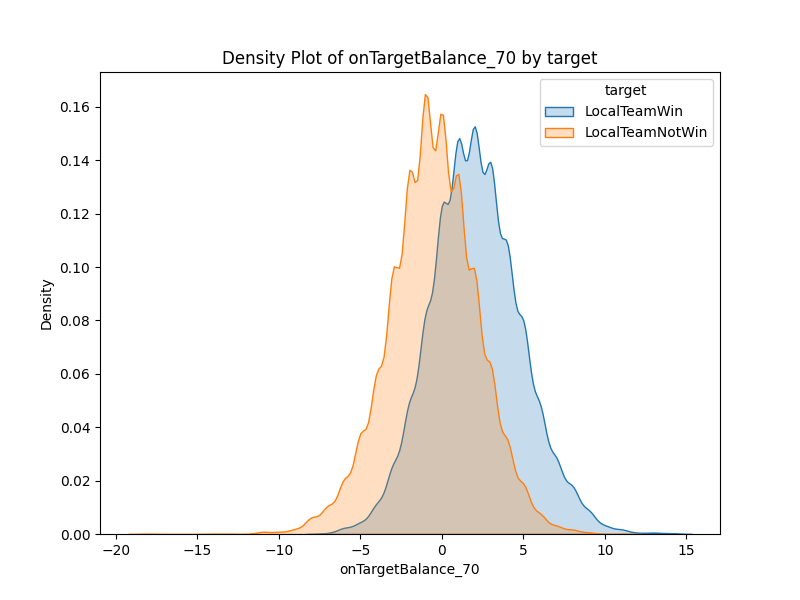 Density Plot of onTargetBalance_70 by target
target
LocalTeamWin
LocalTeamNotWin
0.16
0.14
0.12
0.10
0.08
0.06
0.04
0.02
0.00
Density
−20
−15
−10
−5
0
5
10
15
onTargetBalance_70